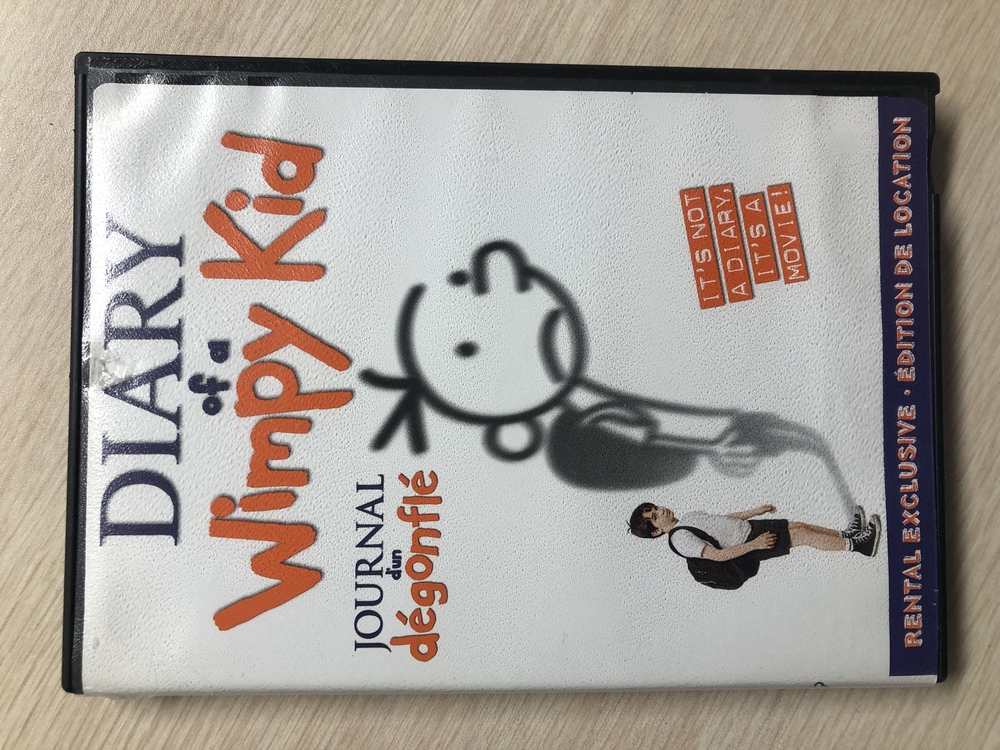 DIARY
of a
Wimpy Kid
JOURNAL
d'un
dégonflé
IT'S NOT
A DIARY,
IT'S A
MOVIE!
RENTAL EXCLUSIVE · ÉDITION DE LOCATION